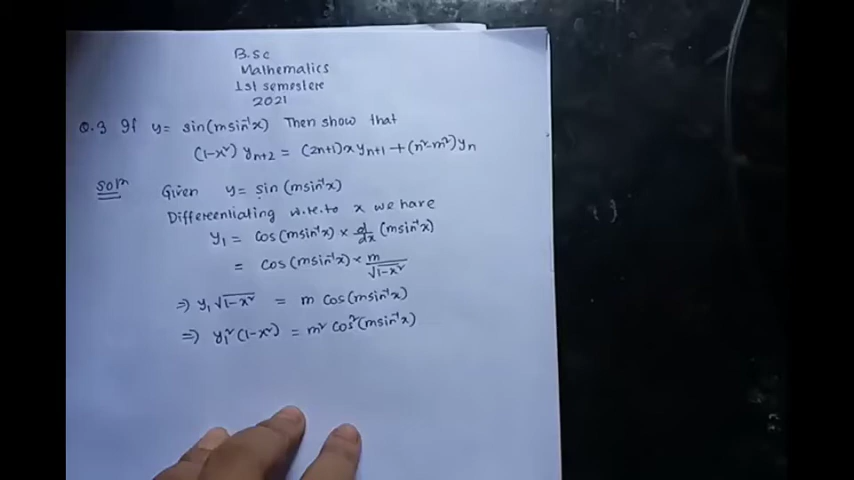 B.Sc
Mathematics
1st semestere
2021
Q.3 If y= sin(msin⁻¹x) Then show that
(1-x²) yₙ₊₂ = (2n+1)x yₙ₊₁ + (n²-m²)yₙ
Solⁿ Given y= sin (msin⁻¹x)
Differeentiating w.r.to x we have
y₁ = cos(msin⁻¹x) × d/dx (msin⁻¹x)
= cos(msin⁻¹x) × m/√(1-x²)
⇒ y₁ √(1-x²) = m cos(msin⁻¹x)
⇒ y₁² (1-x²) = m² cos²(msin⁻¹x)